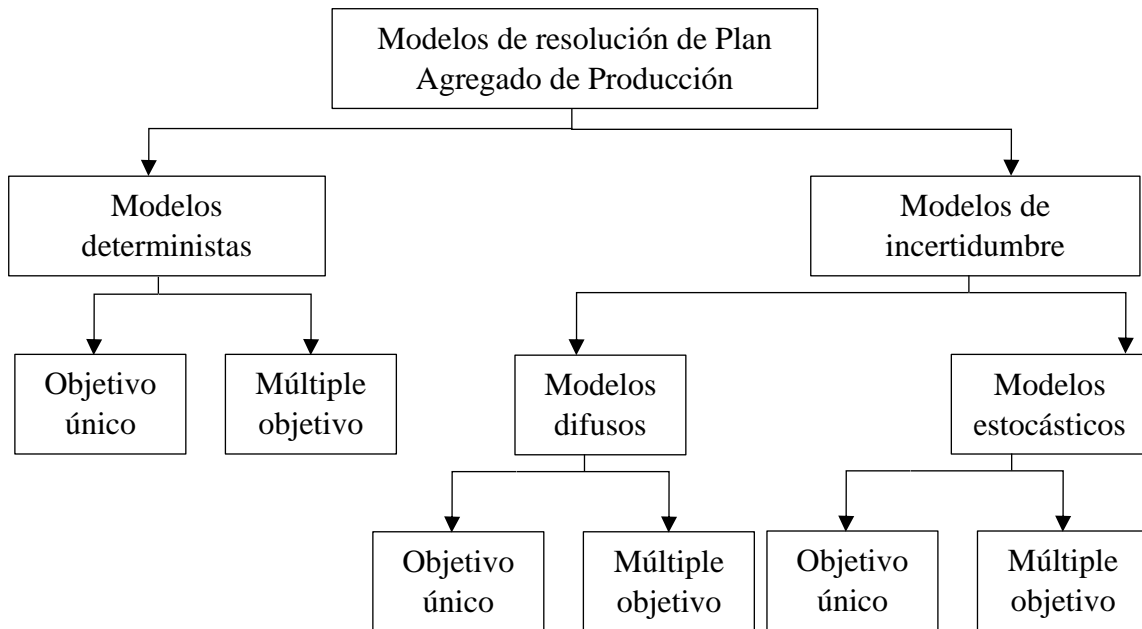 Modelos de resolución de Plan
Agregado de Producción
Modelos
deterministas
Modelos de
incertidumbre
Objetivo
único
Múltiple
objetivo
Modelos
difusos
Modelos
estocásticos
Objetivo
único
Múltiple
objetivo
Objetivo
único
Múltiple
objetivo